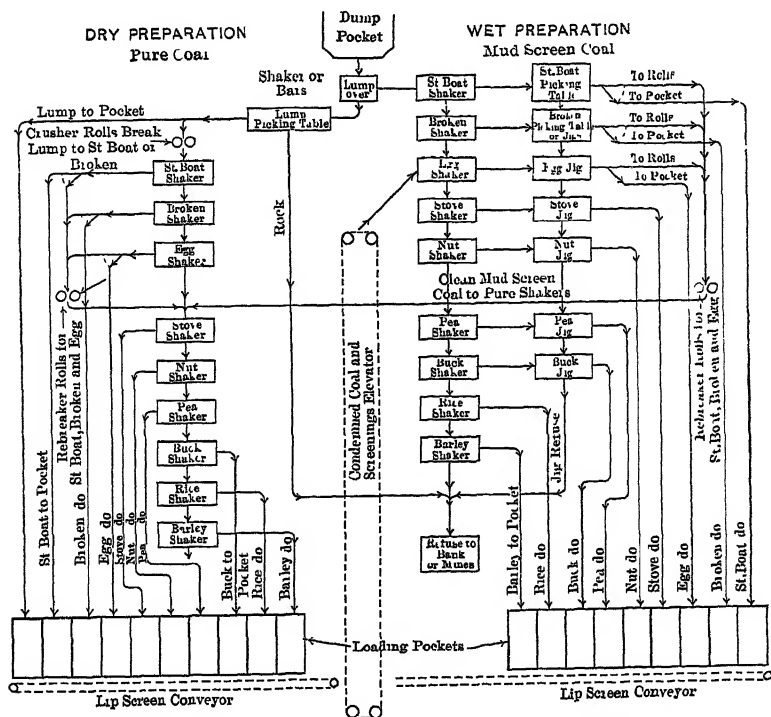 DRY PREPARATION
Pure Coal
Dump
Pocket
WET PREPARATION
Mud Screen Coal
Shaker or
Bars
Lump
over
St Boat
Shaker
St. Boat
Picking
Table
To Rolls
To Pocket
Lump to Pocket
Lump
Picking Table
Crusher Rolls Break
Lump to St Boat or
Broken
Broken
Shaker
Broken
Picking Table
or Jigs
To Rolls
To Pocket
St. Boat
Shaker
Egg
Shaker
Egg Jig
To Rolls
To Pocket
Broken
Shaker
Stove
Shaker
Stove
Jig
Egg
Shaker
Rock
Nut
Shaker
Nut
Jig
Clean Mud Screen
Coal to Pure Shakers
Stove
Shaker
Pea
Shaker
Pea
Jig
Nut
Shaker
Buck
Shaker
Buck
Jig
Pea
Shaker
Rice
Shaker
Buck
Shaker
Barley
Shaker
Rice
Shaker
Barley
Shaker
Refuse to
Bank
or Mines
Rebreaker Rolls for
St Boat, Broken and Egg
Condemned Coal and
Screenings Elevator
Jig Refuse
Rebreaker Rolls for
St. Boat, Broken and Egg
St Boat to Pocket
Broken do
Egg do
Stove do
Nut do
Pea do
Buck to
Pocket
Rice do
Barley do
Barley to Pocket
Rice do
Buck do
Pea do
Nut do
Stove do
Egg do
Broken do
St. Boat do
Loading Pockets
Lip Screen Conveyor
Lip Screen Conveyor